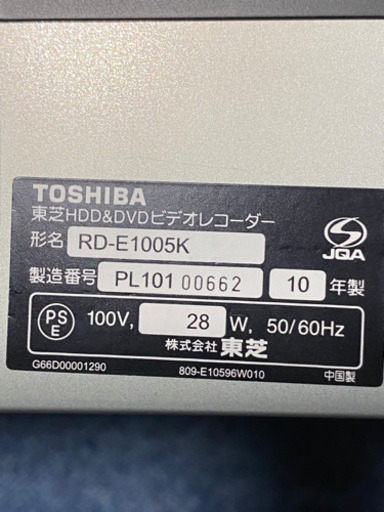 TOSHIBA
東芝HDD&DVDビデオレコーダー
形名 RD-E1005K
JQA
製造番号 PL101 00662 10 年製
PS E 100V, 28 W, 50/60Hz
株式会社 東芝
G66D00001290 809-E10596W010 中国製